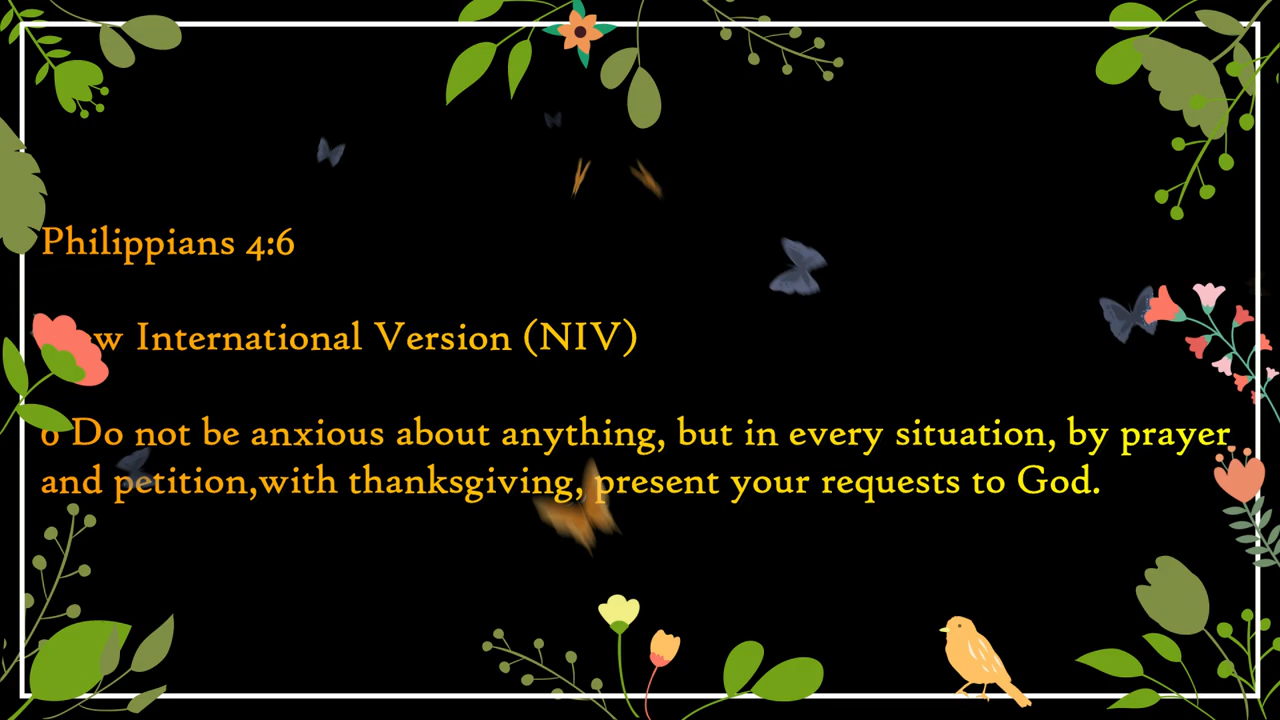 Philippians 4:6
w International Version (NIV)
6 Do not be anxious about anything, but in every situation, by prayer
and petition,with thanksgiving, present your requests to God.